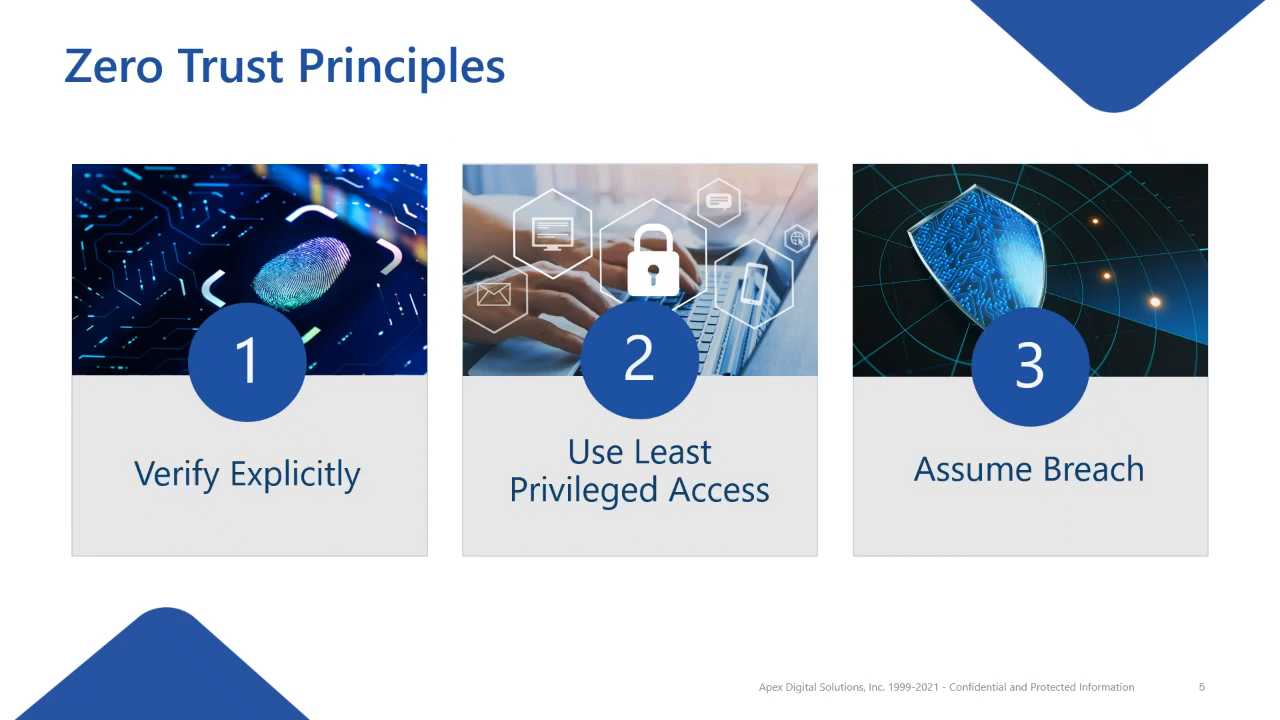 Zero Trust Principles
1
Verify Explicitly
2
Use Least
Privileged Access
3
Assume Breach
Apex Digital Solutions, Inc. 1999-2021 - Confidential and Protected Information
5